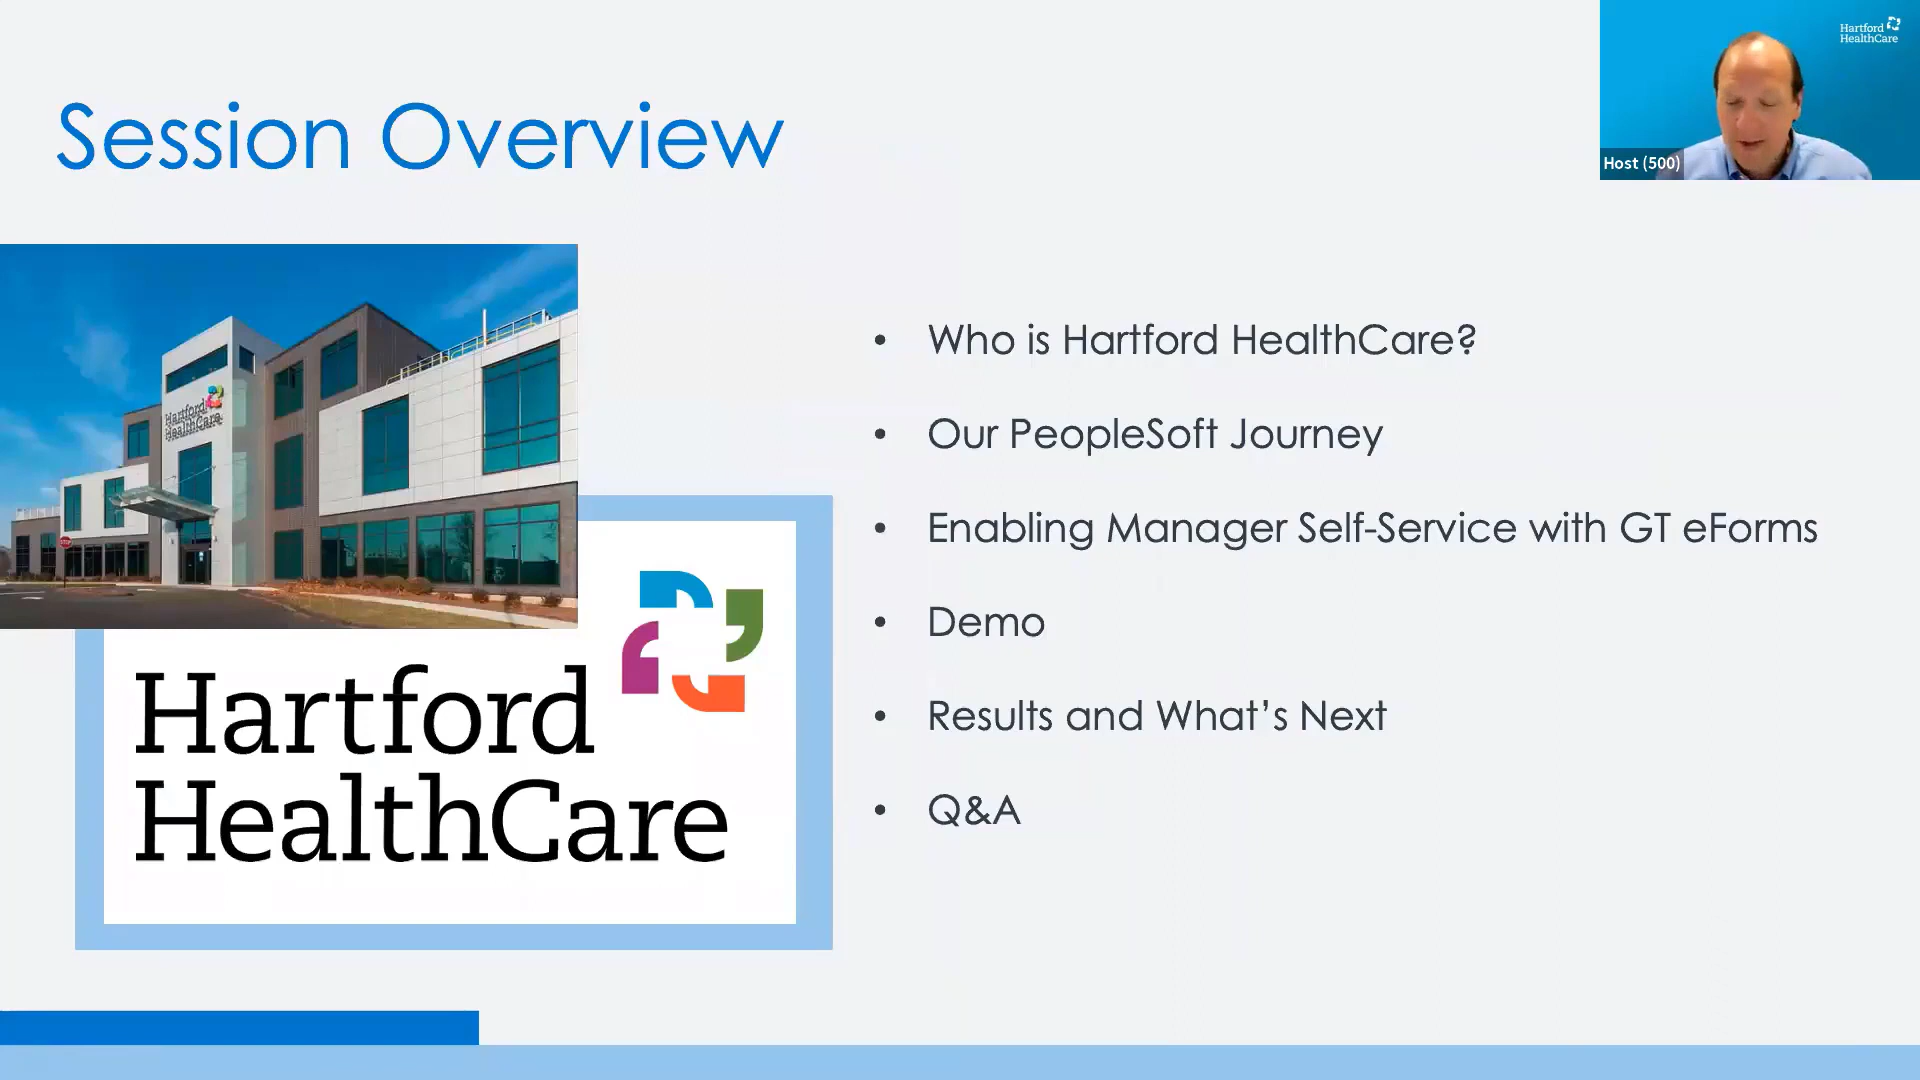 Session Overview
Hartford
HealthCare
Host (500)
Hartford
HealthCare
STOP
• Who is Hartford HealthCare?
• Our PeopleSoft Journey
• Enabling Manager Self-Service with GT eForms
• Demo
• Results and What’s Next
• Q&A
Hartford
HealthCare